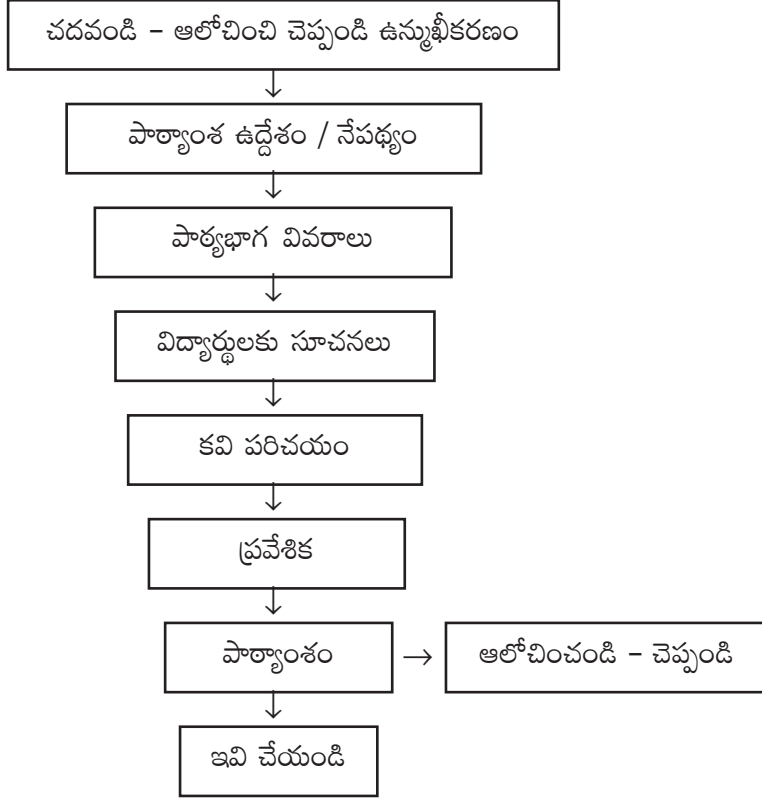 చదవండి – ఆలోచించి చెప్పండి ఉన్ముఖీకరణం
పాఠ్యాంశ ఉద్దేశం / నేపథ్యం
పాఠ్యభాగ వివరాలు
విద్యార్థులకు సూచనలు
కవి పరిచయం
ప్రవేశిక
పాఠ్యాంశం → ఆలోచించండి – చెప్పండి
ఇవి చేయండి